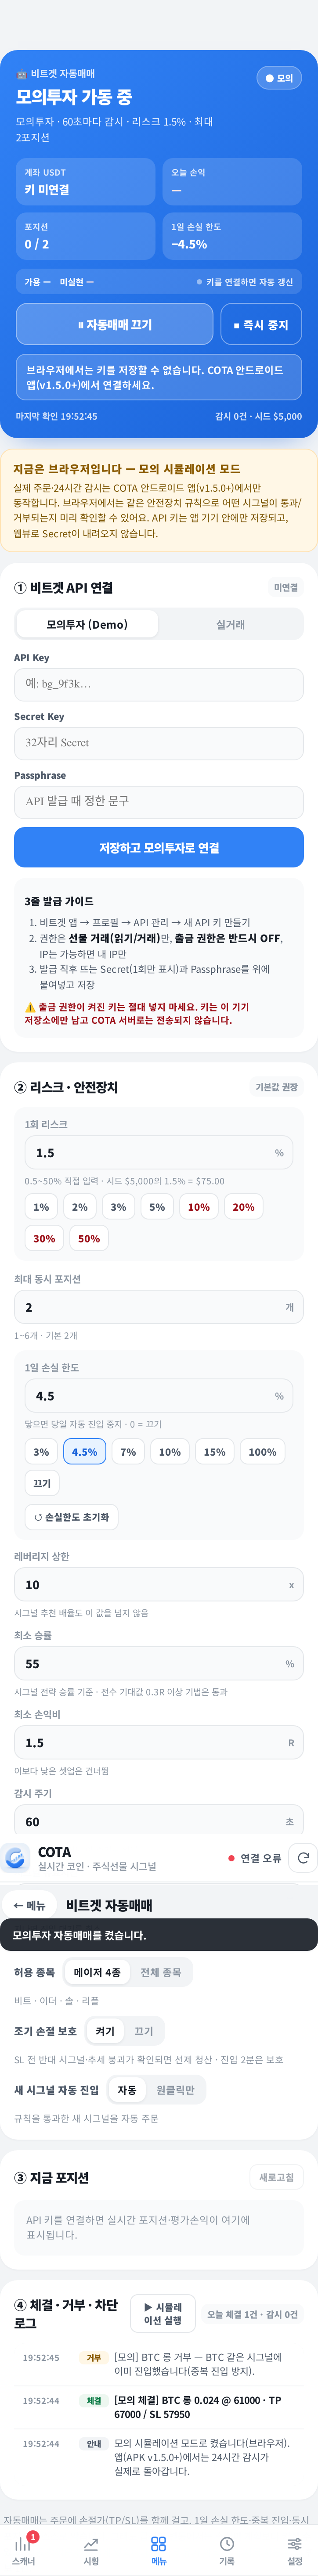 🤖 비트겟 자동매매
● 모의
모의투자 가동 중
모의투자 · 60초마다 감시 · 리스크 1.5% · 최대
2포지션
계좌 USDT
키 미연결
오늘 손익
—
포지션
0 / 2
1일 손실 한도
−4.5%
가용 — 미실현 —
키를 연결하면 자동 갱신
⏸ 자동매매 끄기
■ 즉시 중지
브라우저에서는 키를 저장할 수 없습니다. COTA 안드로이드
앱(v1.5.0+)에서 연결하세요.
마지막 확인 19:52:45
감시 0건 · 시드 $5,000
지금은 브라우저입니다 — 모의 시뮬레이션 모드
실제 주문·24시간 감시는 COTA 안드로이드 앱(v1.5.0+)에서만
동작합니다. 브라우저에서는 같은 안전장치 규칙으로 어떤 시그널이 통과/
거부되는지 미리 확인할 수 있어요. API 키는 앱 기기 안에만 저장되고,
웹뷰로 Secret이 내려오지 않습니다.
① 비트겟 API 연결
미연결
모의투자 (Demo)
실거래
API Key
예: bg_9f3k…
Secret Key
32자리 Secret
Passphrase
API 발급 때 정한 문구
저장하고 모의투자로 연결
3줄 발급 가이드
1. 비트겟 앱 → 프로필 → API 관리 → 새 API 키 만들기
2. 권한은 선물 거래(읽기/거래)만, 출금 권한은 반드시 OFF,
IP는 가능하면 내 IP만
3. 발급 직후 뜨는 Secret(1회만 표시)과 Passphrase를 위에
붙여넣고 저장
⚠️ 출금 권한이 켜진 키는 절대 넣지 마세요. 키는 이 기기
저장소에만 남고 COTA 서버로는 전송되지 않습니다.
② 리스크 · 안전장치
기본값 권장
1회 리스크
1.5 %
0.5~50% 직접 입력 · 시드 $5,000의 1.5% = $75.00
1% 2% 3% 5% 10% 20%
30% 50%
최대 동시 포지션
2 개
1~6개 · 기본 2개
1일 손실 한도
4.5 %
닿으면 당일 자동 진입 중지 · 0 = 끄기
3% 4.5% 7% 10% 15% 100%
끄기
↺ 손실한도 초기화
레버리지 상한
10 x
시그널 추천 배율도 이 값을 넘지 않음
최소 승률
55 %
시그널 전략 승률 기준 · 전수 기대값 0.3R 이상 기법은 통과
최소 손익비
1.5 R
이보다 낮은 셋업은 건너뜀
감시 주기
60 초
COTA
실시간 코인 · 주식선물 시그널
연결 오류
← 메뉴
비트겟 자동매매
모의투자 자동매매를 켰습니다.
허용 종목
메이저 4종
전체 종목
비트 · 이더 · 솔 · 리플
조기 손절 보호
켜기
끄기
SL 전 반대 시그널·추세 붕괴가 확인되면 선제 청산 · 진입 2분은 보호
새 시그널 자동 진입
자동
원클릭만
규칙을 통과한 새 시그널을 자동 주문
③ 지금 포지션
새로고침
API 키를 연결하면 실시간 포지션·평가손익이 여기에
표시됩니다.
④ 체결 · 거부 · 차단
로그
▶ 시뮬레
이션 실행
오늘 체결 1건 · 감시 0건
19:52:45 거부 [모의] BTC 롱 거부 — BTC 같은 시그널에
이미 진입했습니다(중복 진입 방지).
19:52:44 체결 [모의 체결] BTC 롱 0.024 @ 61000 · TP
67000 / SL 57950
19:52:44 안내 모의 시뮬레이션 모드로 켰습니다(브라우저).
앱(APK v1.5.0+)에서는 24시간 감시가
실제로 돌아갑니다.
자동매매는 주문에 손절가(TP/SL)를 함께 걸고, 1일 손실 한도·중복 진입·동시
1
스캐너
시황
메뉴
기록
설정